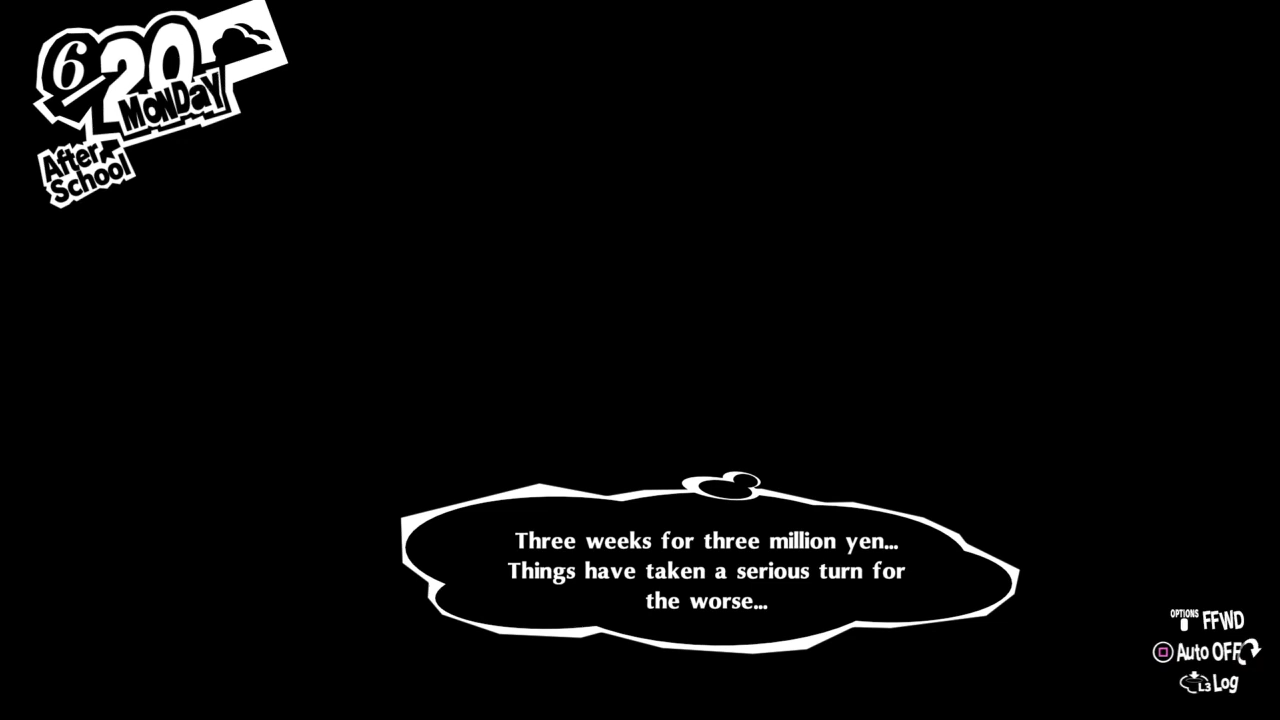 6/20
MONDAY
After
School
Three weeks for three million yen...
Things have taken a serious turn for
the worse...
OPTIONS FFWD
Auto OFF
L3 Log